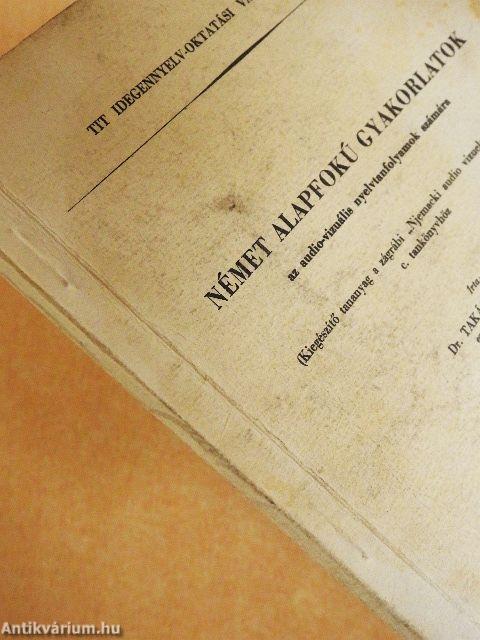 TIT IDEGENNYELV-OKTATÁSI
NÉMET ALAPFOKÚ GYAKORLATOK
az audio-vizuális nyelvtanfolyamok számára
(Kiegészítő tananyag a zágrábi „Njemacki audio
c. tankönyvhöz
Írta
Dr.
Antikvárium.hu